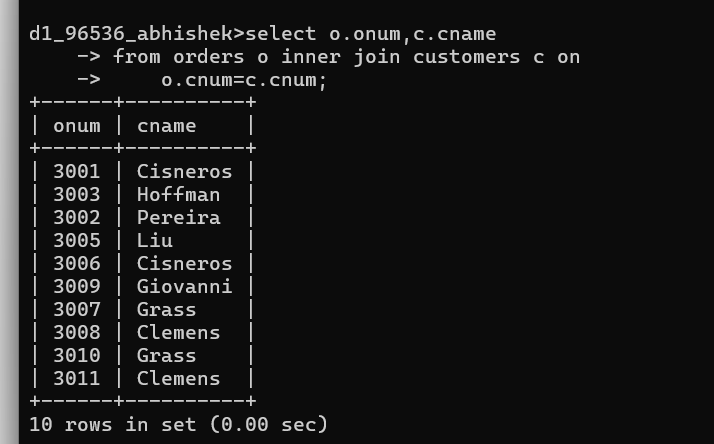 d1_96536_abhishek>select o.onum,c.cname
    -> from orders o inner join customers c on
    ->     o.cnum=c.cnum;
+------+----------+
| onum | cname    |
+------+----------+
| 3001 | Cisneros |
| 3003 | Hoffman  |
| 3002 | Pereira  |
| 3005 | Liu      |
| 3006 | Cisneros |
| 3009 | Giovanni |
| 3007 | Grass    |
| 3008 | Clemens  |
| 3010 | Grass    |
| 3011 | Clemens  |
+------+----------+
10 rows in set (0.00 sec)